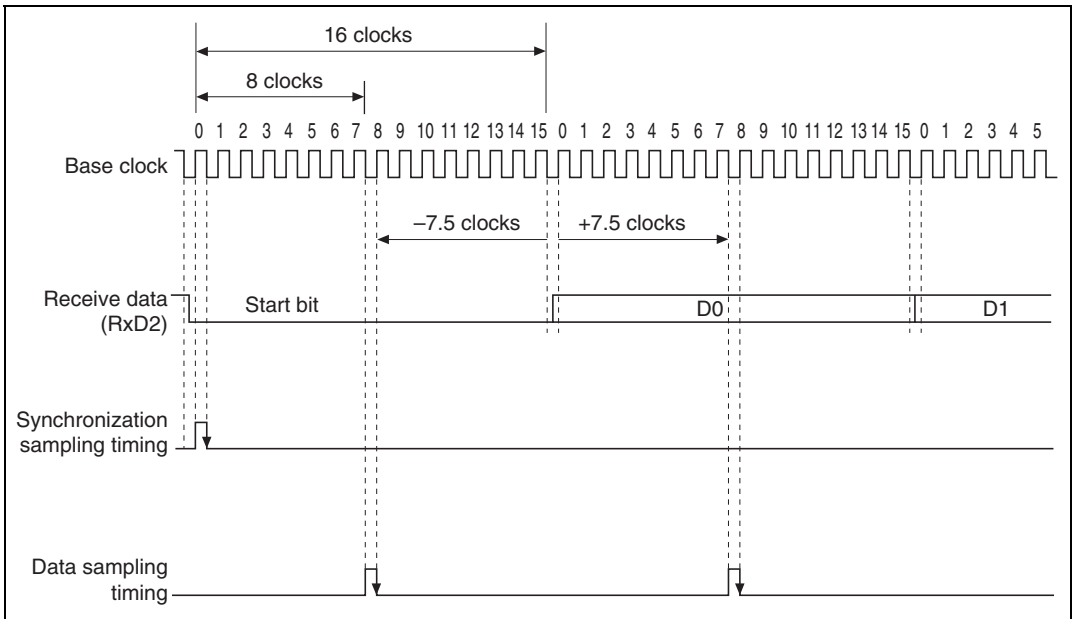 16 clocks
8 clocks
0 1 2 3 4 5 6 7 8 9 10 11 12 13 14 15 0 1 2 3 4 5 6 7 8 9 10 11 12 13 14 15 0 1 2 3 4 5
Base clock
–7.5 clocks +7.5 clocks
Receive data
(RxD2)
Start bit D0 D1
Synchronization
sampling timing
Data sampling
timing